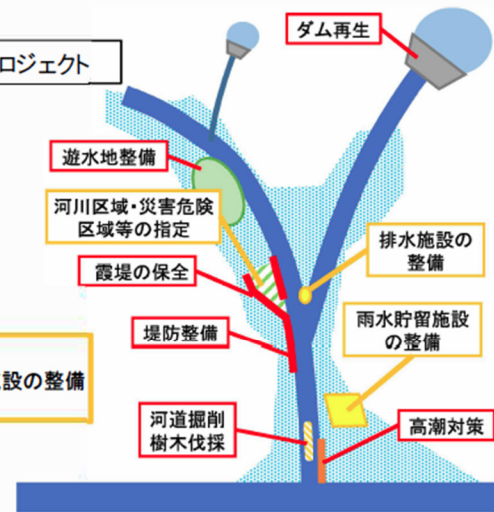 ダム再生
ロジェクト
遊水地整備
河川区域・災害危険
区域等の指定
排水施設の
整備
霞堤の保全
雨水貯留施設
の整備
堤防整備
設の整備
河道掘削
樹木伐採
高潮対策